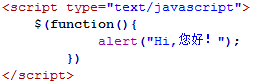 <script type="text/javascript">
$(function(){
alert("Hi,您好! ");
})
</script>